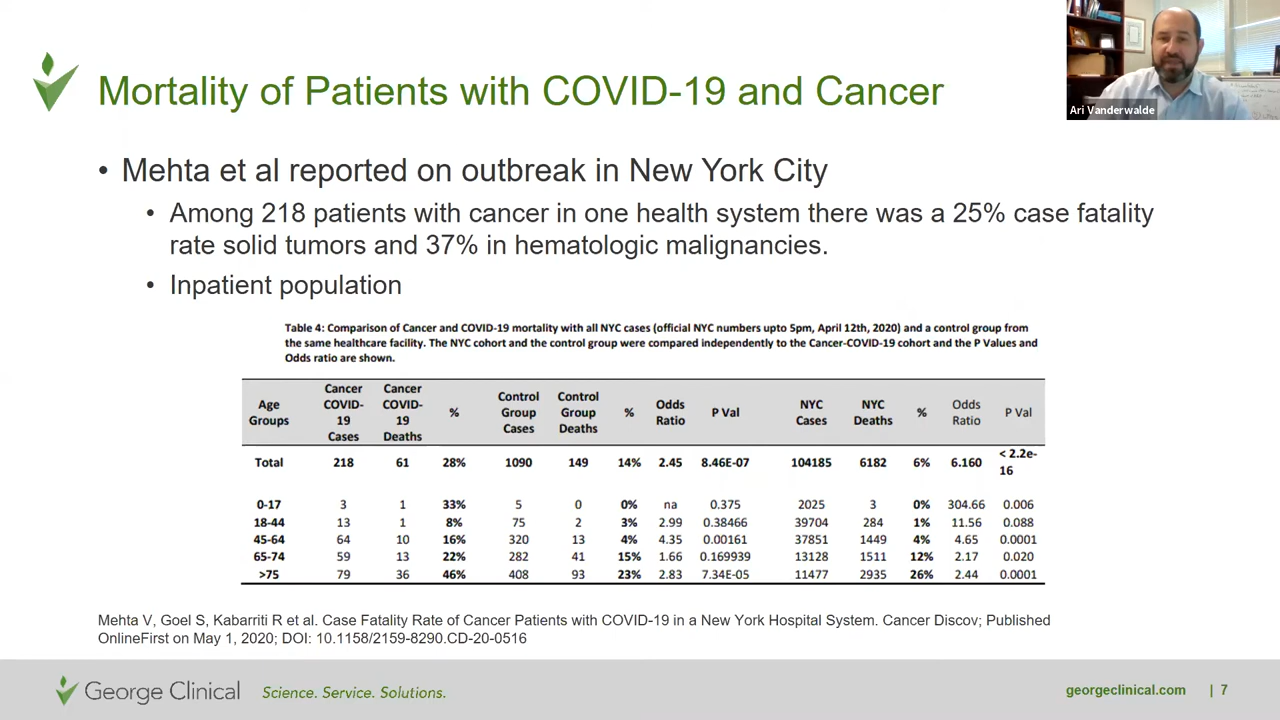 Mortality of Patients with COVID-19 and Cancer
Ari Vanderwalde
• Mehta et al reported on outbreak in New York City
• Among 218 patients with cancer in one health system there was a 25% case fatality
rate solid tumors and 37% in hematologic malignancies.
• Inpatient population
Table 4: Comparison of Cancer and COVID-19 mortality with all NYC cases (official NYC numbers upto 5pm, April 12th, 2020) and a control group from
the same healthcare facility. The NYC cohort and the control group were compared independently to the Cancer-COVID-19 cohort and the P Values and
Odds ratio are shown.
Age Groups Cancer COVID-19 Cases Cancer COVID-19 Deaths % Control Group Cases Control Group Deaths % Odds Ratio P Val NYC Cases NYC Deaths % Odds Ratio P Val
Total 218 61 28% 1090 149 14% 2.45 8.46E-07 104185 6182 6% 6.160 < 2.2e-16
0-17 3 1 33% 5 0 0% na 0.375 2025 3 0% 304.66 0.006
18-44 13 1 8% 75 2 3% 2.99 0.38466 39704 284 1% 11.56 0.088
45-64 64 10 16% 320 13 4% 4.35 0.00161 37851 1449 4% 4.65 0.0001
65-74 59 13 22% 282 41 15% 1.66 0.169939 13128 1511 12% 2.17 0.020
>75 79 36 46% 408 93 23% 2.83 7.34E-05 11477 2935 26% 2.44 0.0001
Mehta V, Goel S, Kabarriti R et al. Case Fatality Rate of Cancer Patients with COVID-19 in a New York Hospital System. Cancer Discov; Published
OnlineFirst on May 1, 2020; DOI: 10.1158/2159-8290.CD-20-0516
George Clinical Science. Service. Solutions.
georgeclinical.com | 7